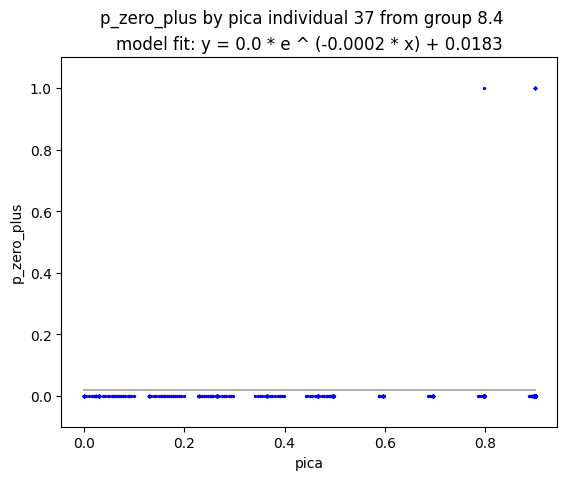 p_zero_plus by pica individual 37 from group 8.4
model fit: y = 0.0 * e ^ (-0.0002 * x) + 0.0183
1.0
0.8
0.6
0.4
0.2
0.0
p_zero_plus
0.0 0.2 0.4 0.6 0.8
pica